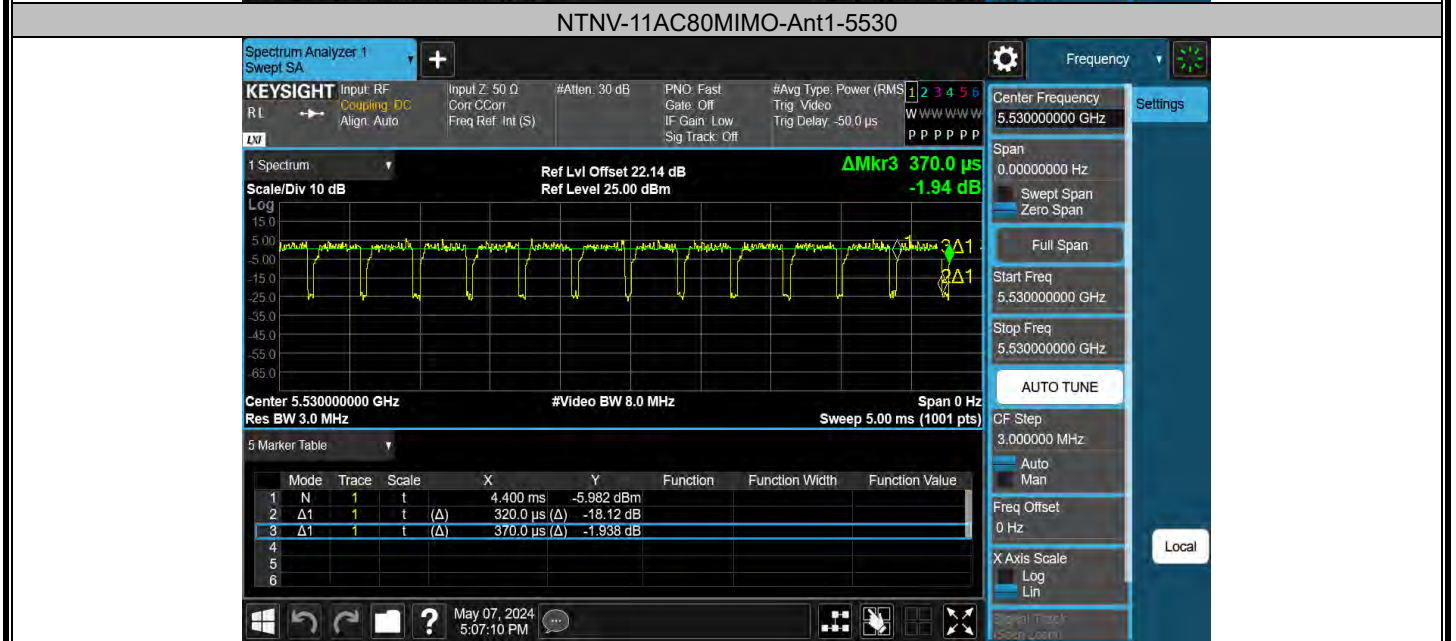 NTNV-11AC80MIMO-Ant1-5530
Spectrum Analyzer 1
Swept SA
+
Frequency
KEYSIGHT Input: RF Input Z: 50 Ω #Atten: 30 dB PNO: Fast #Avg Type: Power (RMS 1 2 3 4 5 6
RL Coupling: DC Corr CCorr Gate: Off Trig: Video W W W W W W
Align: Auto Freq Ref: Int (S) IF Gain: Low Trig Delay: -50.0 µs
LXI Sig Track: Off P P P P P P
Center Frequency
5.530000000 GHz
Settings
1 Spectrum
Ref Lvl Offset 22.14 dB
ΔMkr3 370.0 µs
Scale/Div 10 dB Ref Level 25.00 dBm -1.94 dB
Log
15.0
5.00
-5.00
-15.0
-25.0
-35.0
-45.0
-55.0
-65.0
1
3Δ1
2Δ1
Center 5.530000000 GHz #Video BW 8.0 MHz Span 0 Hz
Res BW 3.0 MHz Sweep 5.00 ms (1001 pts)
Span
0.00000000 Hz
Swept Span
Zero Span
Full Span
Start Freq
5.530000000 GHz
Stop Freq
5.530000000 GHz
AUTO TUNE
CF Step
3.000000 MHz
Auto
Man
Freq Offset
0 Hz
X Axis Scale
Log
Lin
Signal Track
(Span Zoom)
Local
5 Marker Table
Mode Trace Scale X Y Function Function Width Function Value
1 N 1 t 4.400 ms -5.982 dBm
2 Δ1 1 t (Δ) 320.0 µs (Δ) -18.12 dB
3 Δ1 1 t (Δ) 370.0 µs (Δ) -1.938 dB
4
5
6
?
May 07, 2024
5:07:10 PM